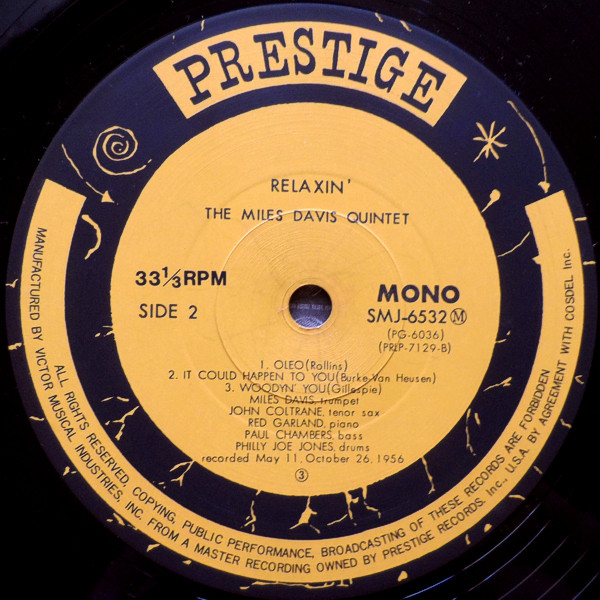 PRESTIGE
RELAXIN'
THE MILES DAVIS QUINTET
33⅓RPM
SIDE 2
MONO
SMJ-6532 Ⓜ
(PG-6036)
(PRLP-7129-B)
1. OLEO(Rollins)
2. IT COULD HAPPEN TO YOU(Burke-Van Heusen)
3. WOODYN' YOU(Gillespie)
MILES DAVIS, trumpet
JOHN COLTRANE, tenor sax
RED GARLAND, piano
PAUL CHAMBERS, bass
PHILLY JOE JONES, drums
recorded May 11, October 26, 1956
③
ALL RIGHTS RESERVED, COPYING, PUBLIC PERFORMANCE, BROADCASTING OF THESE RECORDS ARE FORBIDDEN
MANUFACTURED BY VICTOR MUSICAL INDUSTRIES, INC. FROM A MASTER RECORDING OWNED BY PRESTIGE RECORDS. Inc., U.S.A. BY AGREEMENT WITH COSDEL Inc.